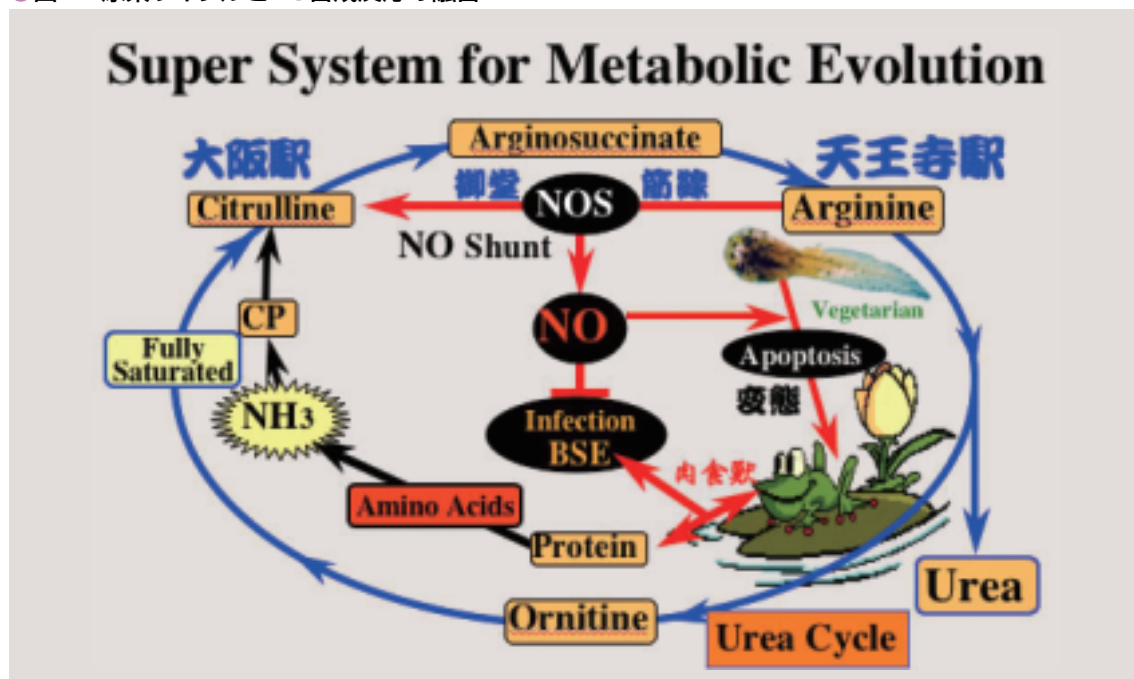 Super System for Metabolic Evolution
Arginosuccinate
大阪駅
天王寺駅
御堂
NOS
筋線
Citrulline
Arginine
NO Shunt
CP
NO
Vegetarian
Fully
Saturated
Apoptosis
変態
NH3
Infection
BSE
肉食獣
Amino Acids
Protein
Urea
Ornitine
Urea Cycle